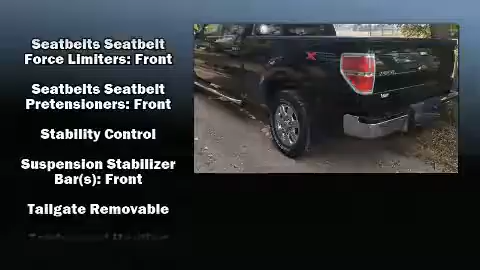 Seatbelts Seatbelt
Force Limiters: Front
Seatbelts Seatbelt
Pretensioners: Front
Stability Control
Suspension Stabilizer
Bar(s): Front
Tailgate Removable